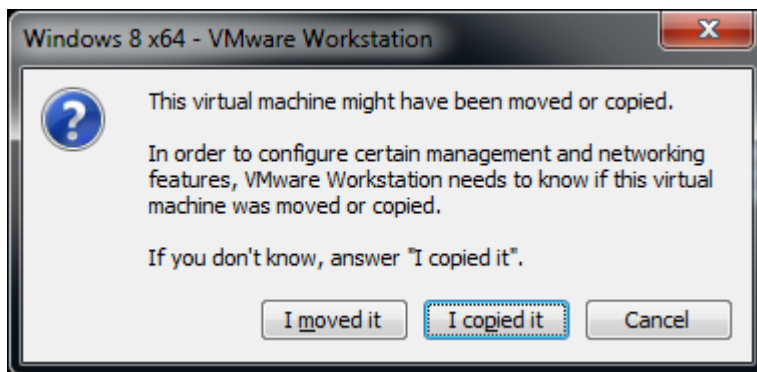 Windows 8 x64 - VMware Workstation
This virtual machine might have been moved or copied.
In order to configure certain management and networking
features, VMware Workstation needs to know if this virtual
machine was moved or copied.
If you don't know, answer "I copied it".
I moved it
I copied it
Cancel